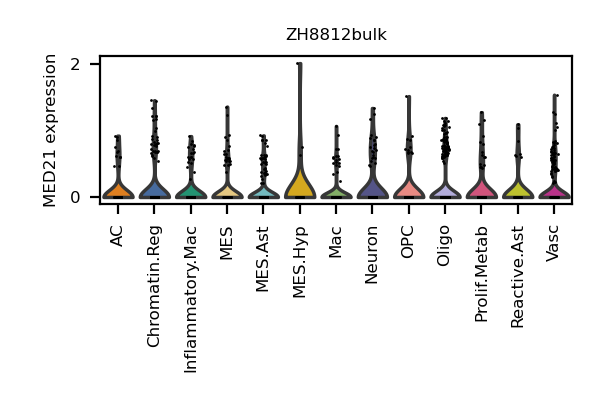 ZH8812bulk
MED21 expression
2
0
AC
Chromatin.Reg
Inflammatory.Mac
MES
MES.Ast
MES.Hyp
Mac
Neuron
OPC
Oligo
Prolif.Metab
Reactive.Ast
Vasc